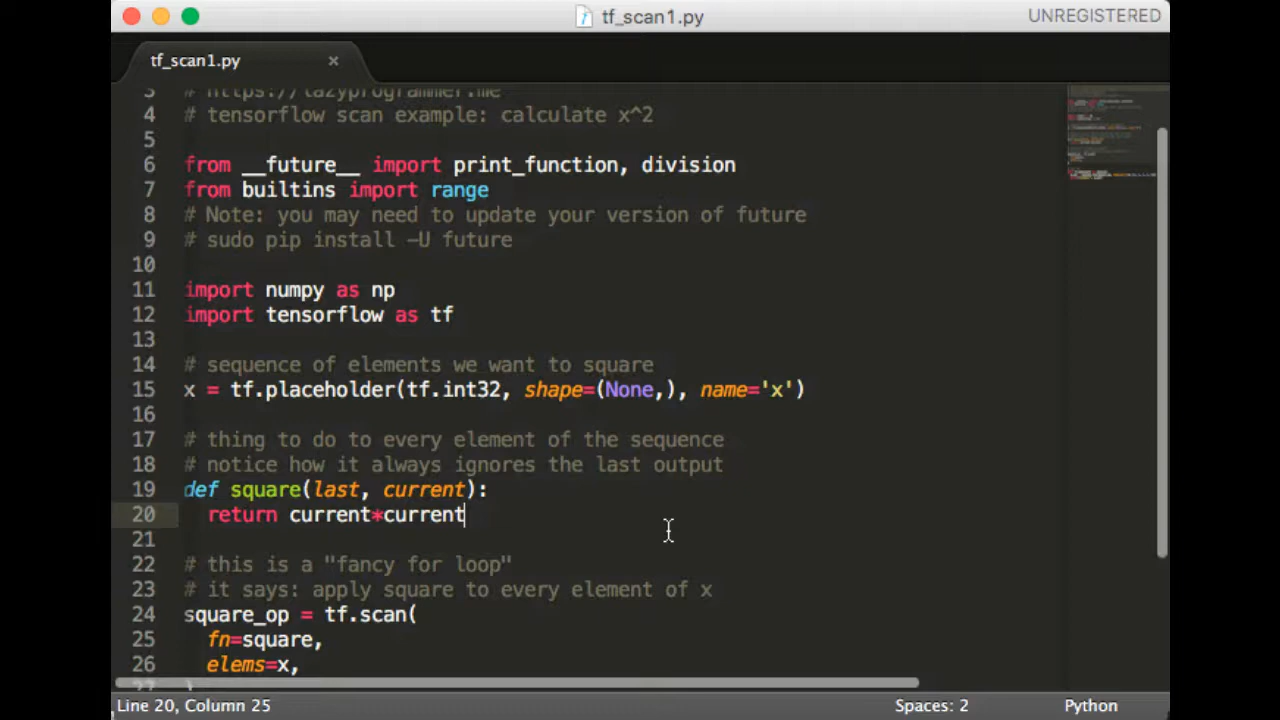 tf_scan1.py
UNREGISTERED
tf_scan1.py ×
3 # https://lazyprogrammer.me
4 # tensorflow scan example: calculate x^2
5
6 from __future__ import print_function, division
7 from builtins import range
8 # Note: you may need to update your version of future
9 # sudo pip install -U future
10
11 import numpy as np
12 import tensorflow as tf
13
14 # sequence of elements we want to square
15 x = tf.placeholder(tf.int32, shape=(None,), name='x')
16
17 # thing to do to every element of the sequence
18 # notice how it always ignores the last output
19 def square(last, current):
20   return current*current
21
22 # this is a "fancy for loop"
23 # it says: apply square to every element of x
24 square_op = tf.scan(
25   fn=square,
26   elems=x,
27 )
Line 20, Column 25
Spaces: 2
Python